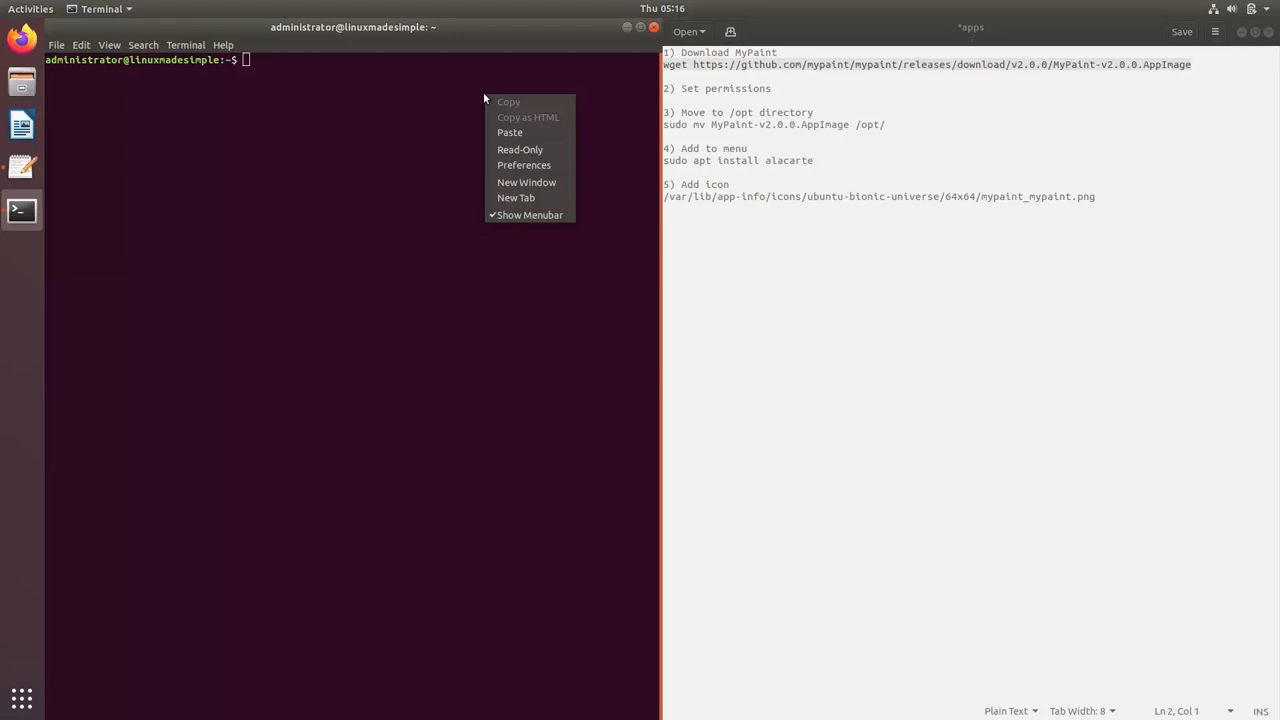 Activities
Terminal
Thu 05:16
administrator@linuxmadesimple: ~
File Edit View Search Terminal Help
administrator@linuxmadesimple:~$
Copy
Copy as HTML
Paste
Read-Only
Preferences
New Window
New Tab
Show Menubar
Open
*apps
Save
1) Download MyPaint
wget https://github.com/mypaint/mypaint/releases/download/v2.0.0/MyPaint-v2.0.0.AppImage
2) Set permissions
3) Move to /opt directory
sudo mv MyPaint-v2.0.0.AppImage /opt/
4) Add to menu
sudo apt install alacarte
5) Add icon
/var/lib/app-info/icons/ubuntu-bionic-universe/64x64/mypaint_mypaint.png
Plain Text
Tab Width: 8
Ln 2, Col 1
INS